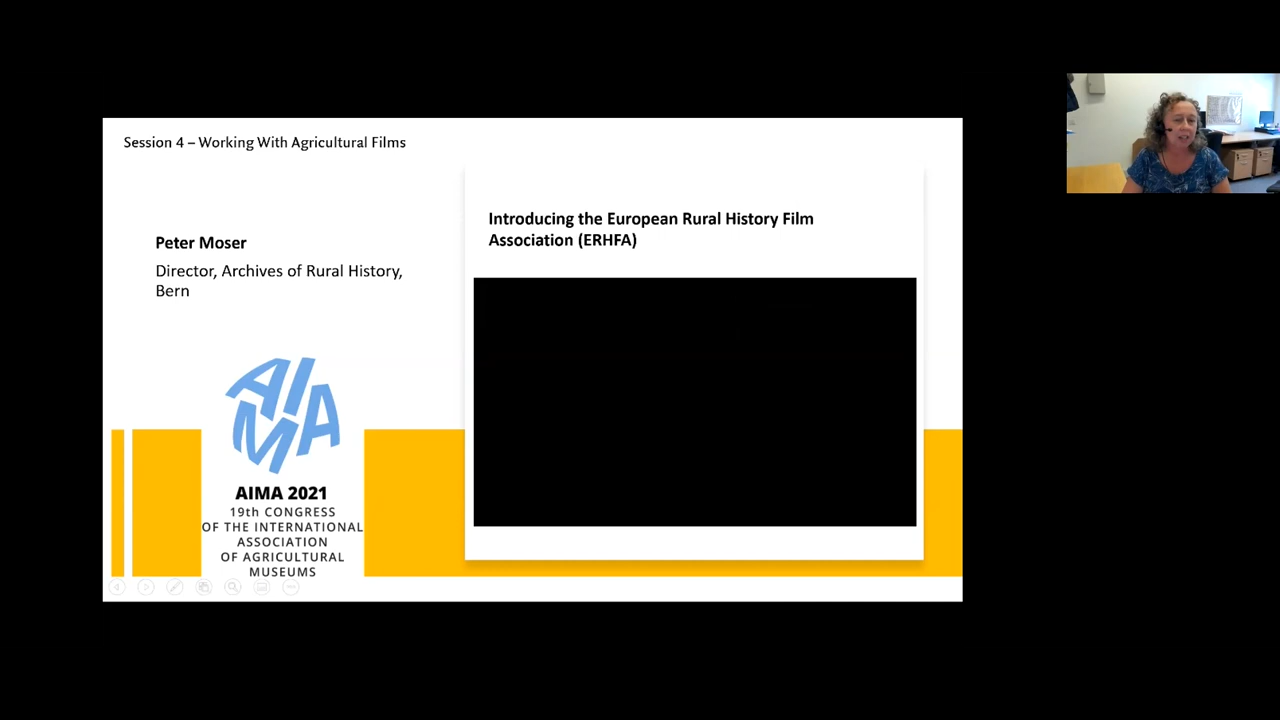 Session 4 – Working With Agricultural Films
Peter Moser
Director, Archives of Rural History,
Bern
Introducing the European Rural History Film
Association (ERHFA)
AIMA
AIMA 2021
19th CONGRESS
OF THE INTERNATIONAL
ASSOCIATION
OF AGRICULTURAL
MUSEUMS